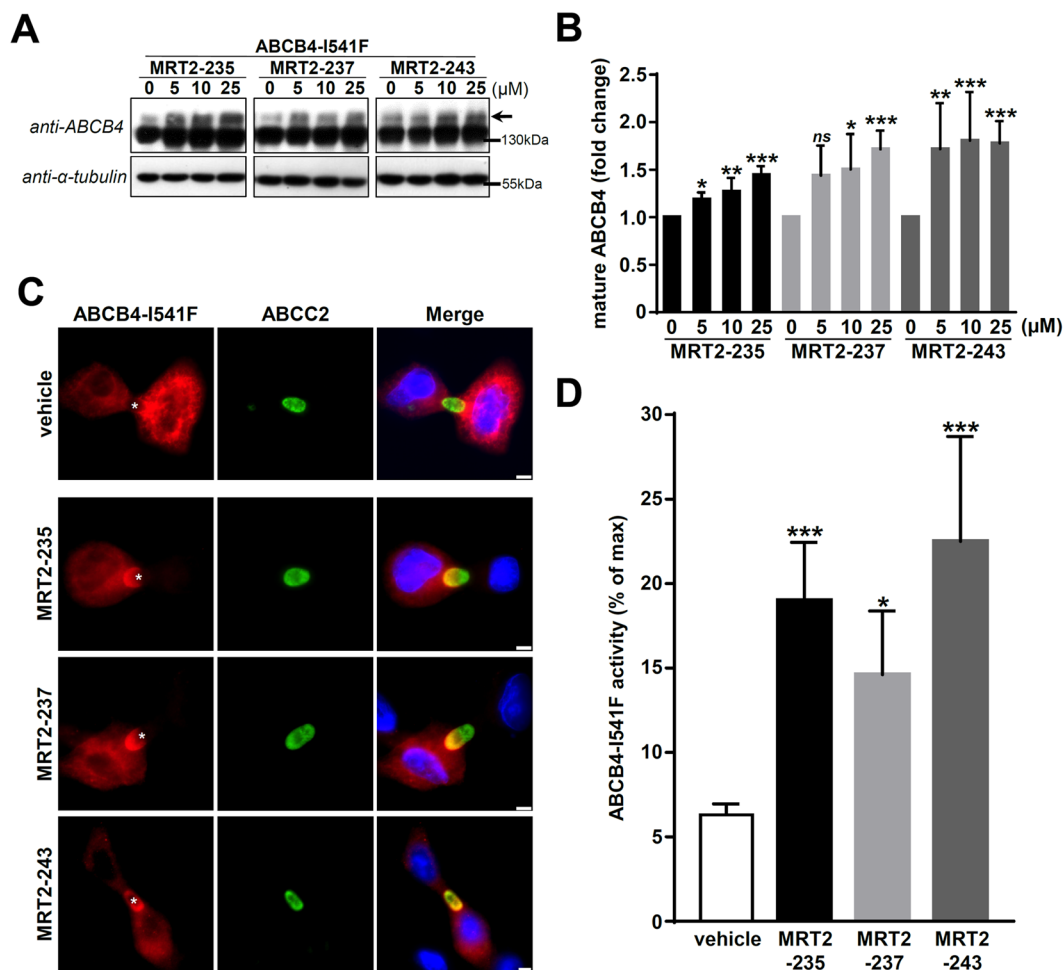 A
ABCB4-I541F
MRT2-235 MRT2-237 MRT2-243
0 5 10 25 0 5 10 25 0 5 10 25 (µM)
anti-ABCB4
130kDa
anti-α-tubulin
55kDa
B
mature ABCB4 (fold change)
2.5
2.0
1.5
1.0
0.5
0
* ** *** ns * *** ** *** ***
0 5 10 25 0 5 10 25 0 5 10 25 (µM)
MRT2-235 MRT2-237 MRT2-243
C
ABCB4-I541F ABCC2 Merge
vehicle
*
MRT2-235
*
MRT2-237
*
MRT2-243
*
D
ABCB4-I541F activity (% of max)
30
25
20
15
10
5
0
*** * ***
vehicle MRT2 MRT2 MRT2
-235 -237 -243